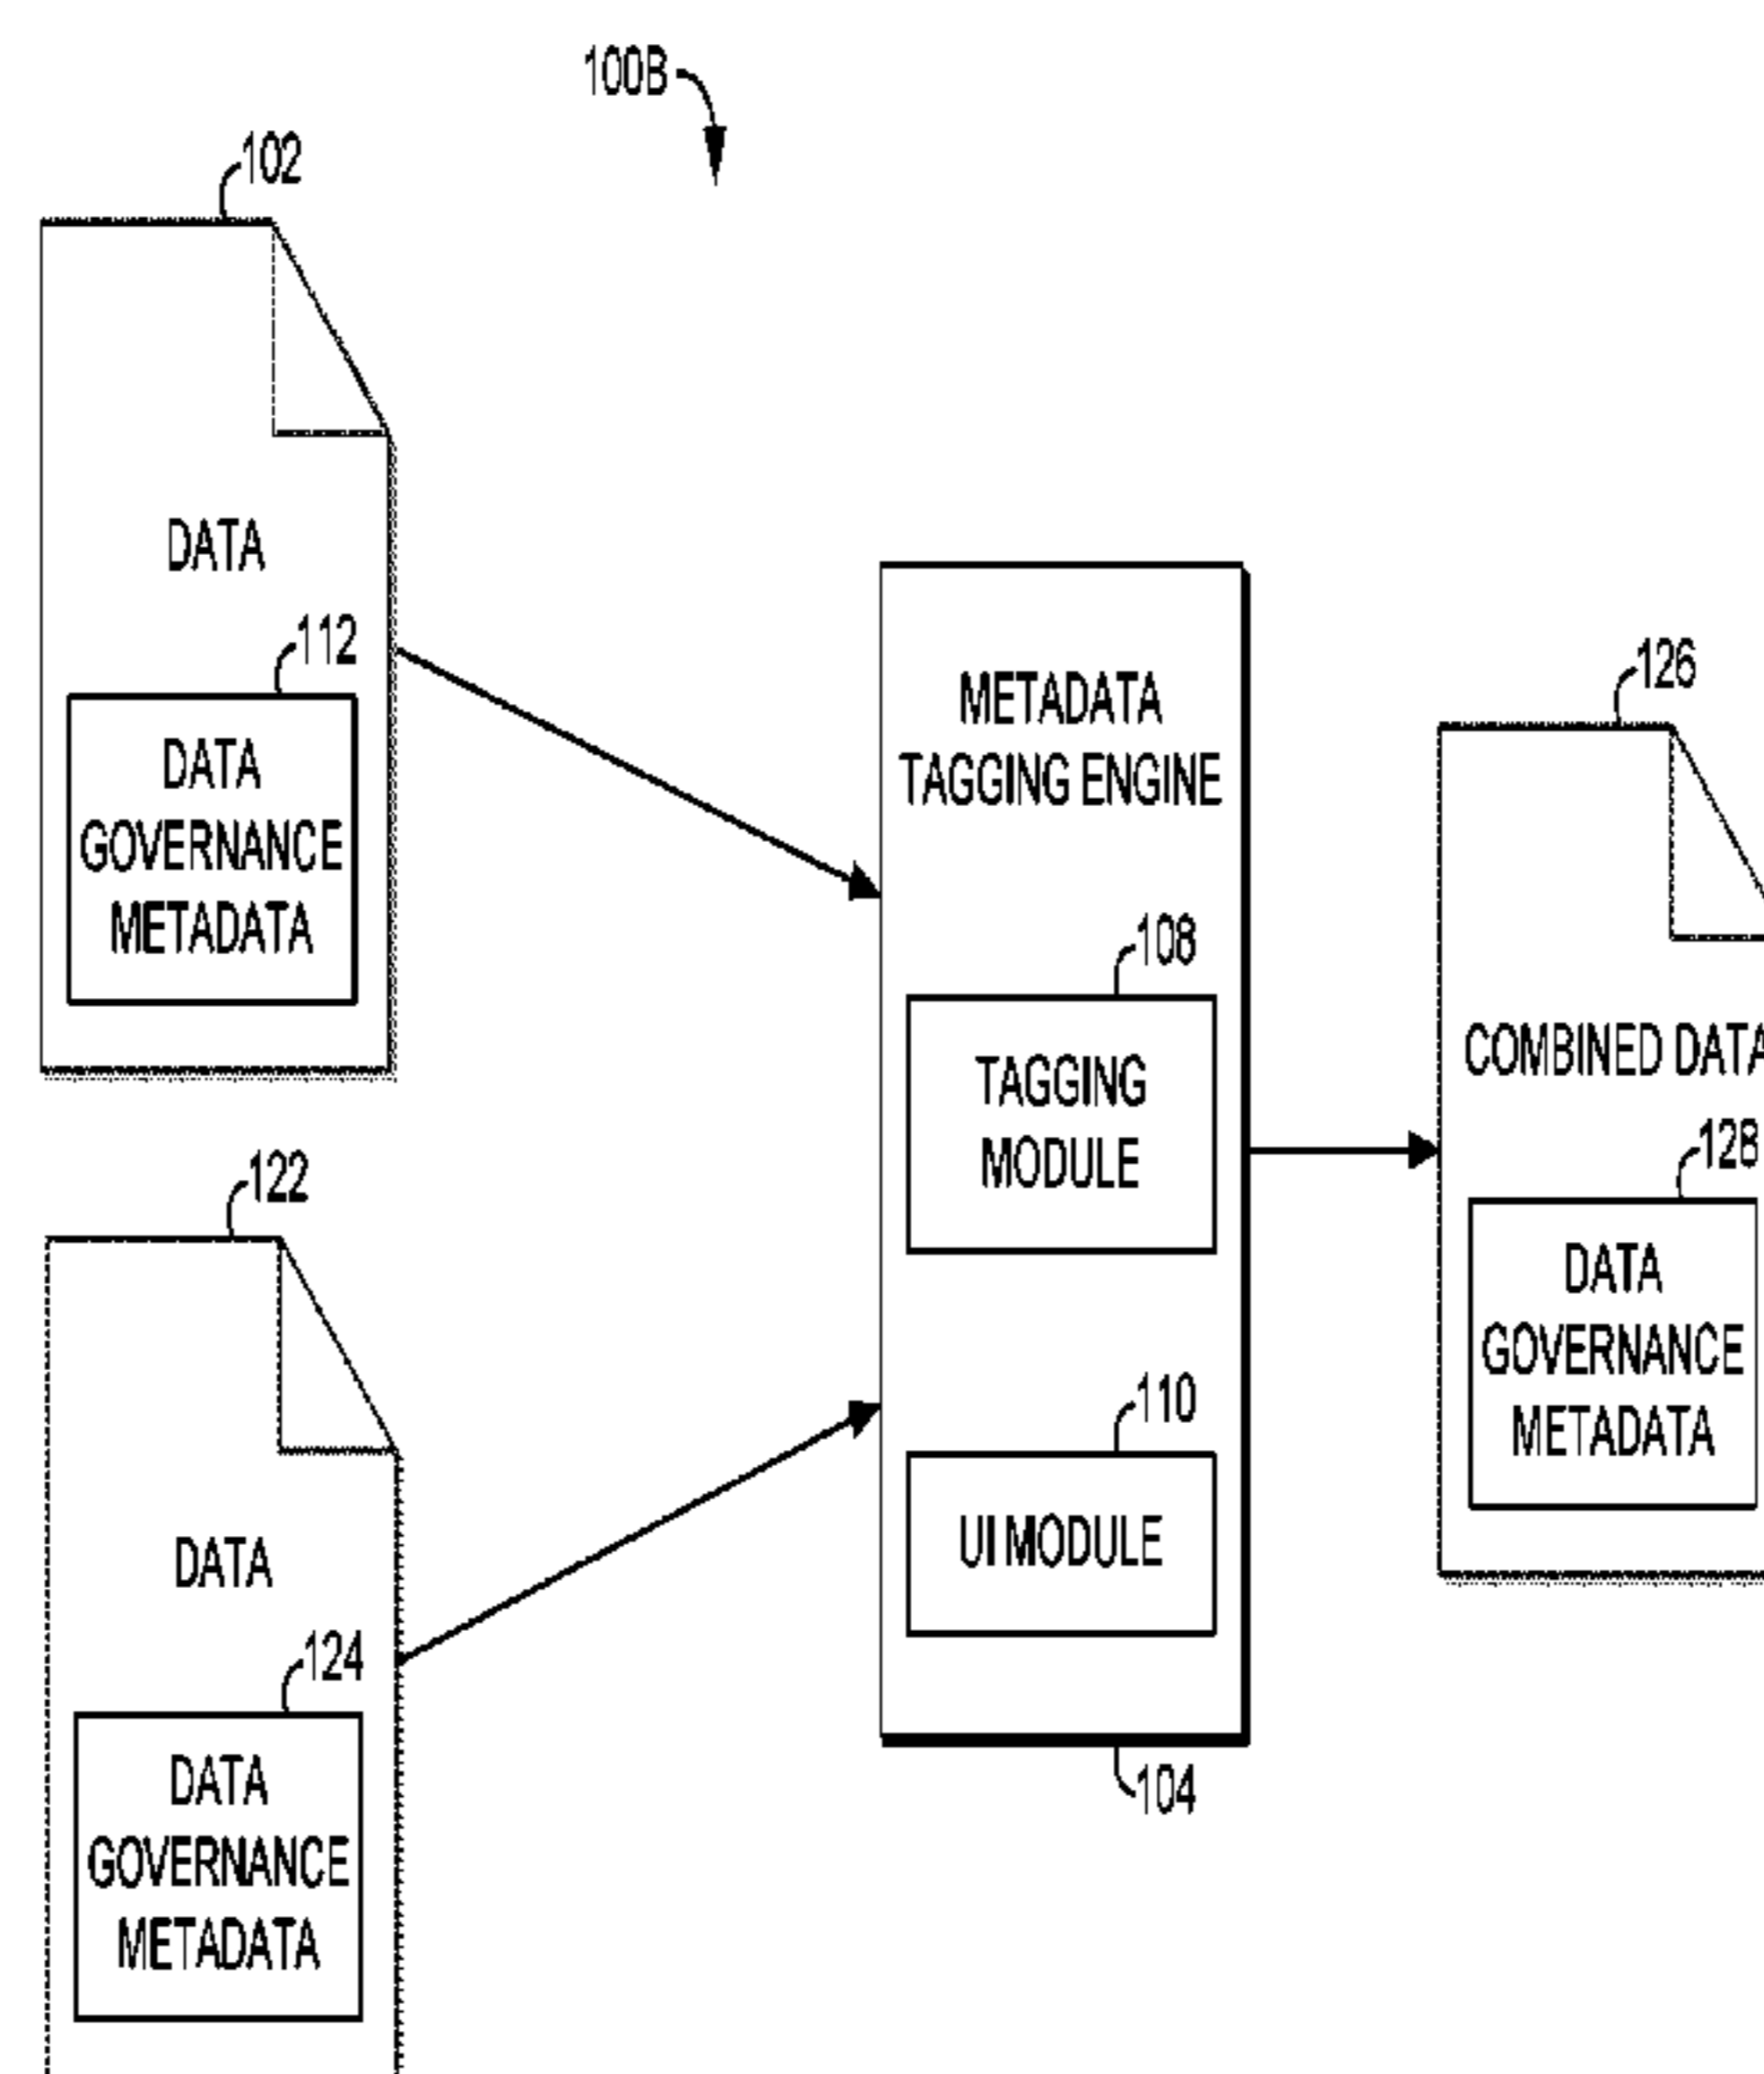 100B
102
DATA
112
DATA
GOVERNANCE
METADATA
122
DATA
124
DATA
GOVERNANCE
METADATA
METADATA
TAGGING ENGINE
108
TAGGING
MODULE
110
UI MODULE
104
126
COMBINED DATA
128
DATA
GOVERNANCE
METADATA